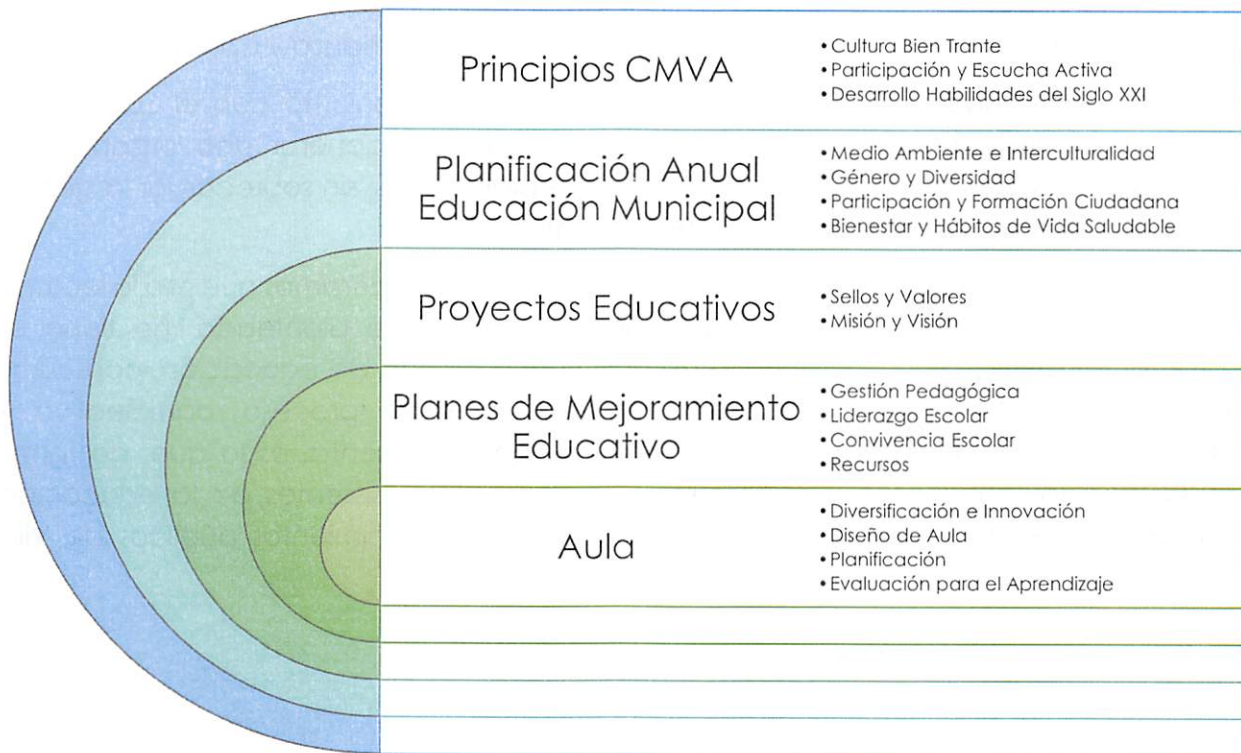 Principios CMVA
• Cultura Bien Trante
• Participación y Escucha Activa
• Desarrollo Habilidades del Siglo XXI
Planificación Anual
Educación Municipal
• Medio Ambiente e Interculturalidad
• Género y Diversidad
• Participación y Formación Ciudadana
• Bienestar y Hábitos de Vida Saludable
Proyectos Educativos
• Sellos y Valores
• Misión y Visión
Planes de Mejoramiento
Educativo
• Gestión Pedagógica
• Liderazgo Escolar
• Convivencia Escolar
• Recursos
Aula
• Diversificación e Innovación
• Diseño de Aula
• Planificación
• Evaluación para el Aprendizaje